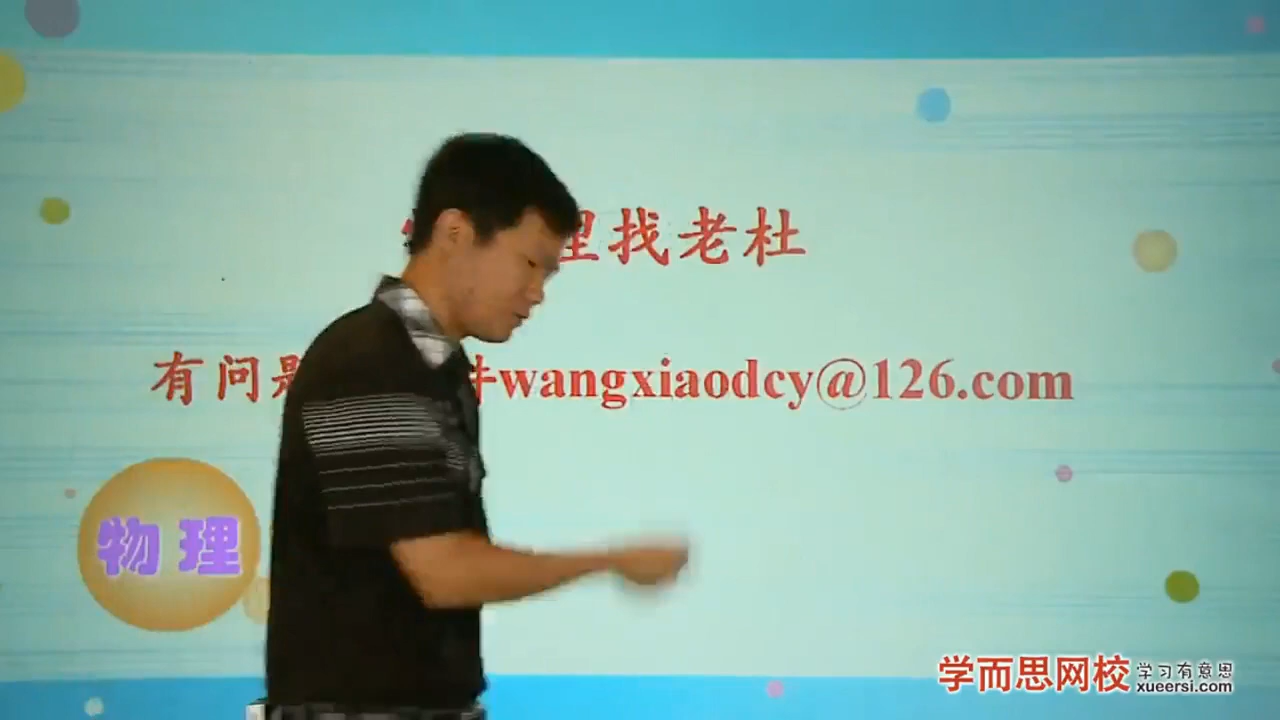 理找老杜
有问 wangxiaodcy@126.com
物理
学而思网校 学习有意思
xueersi.com